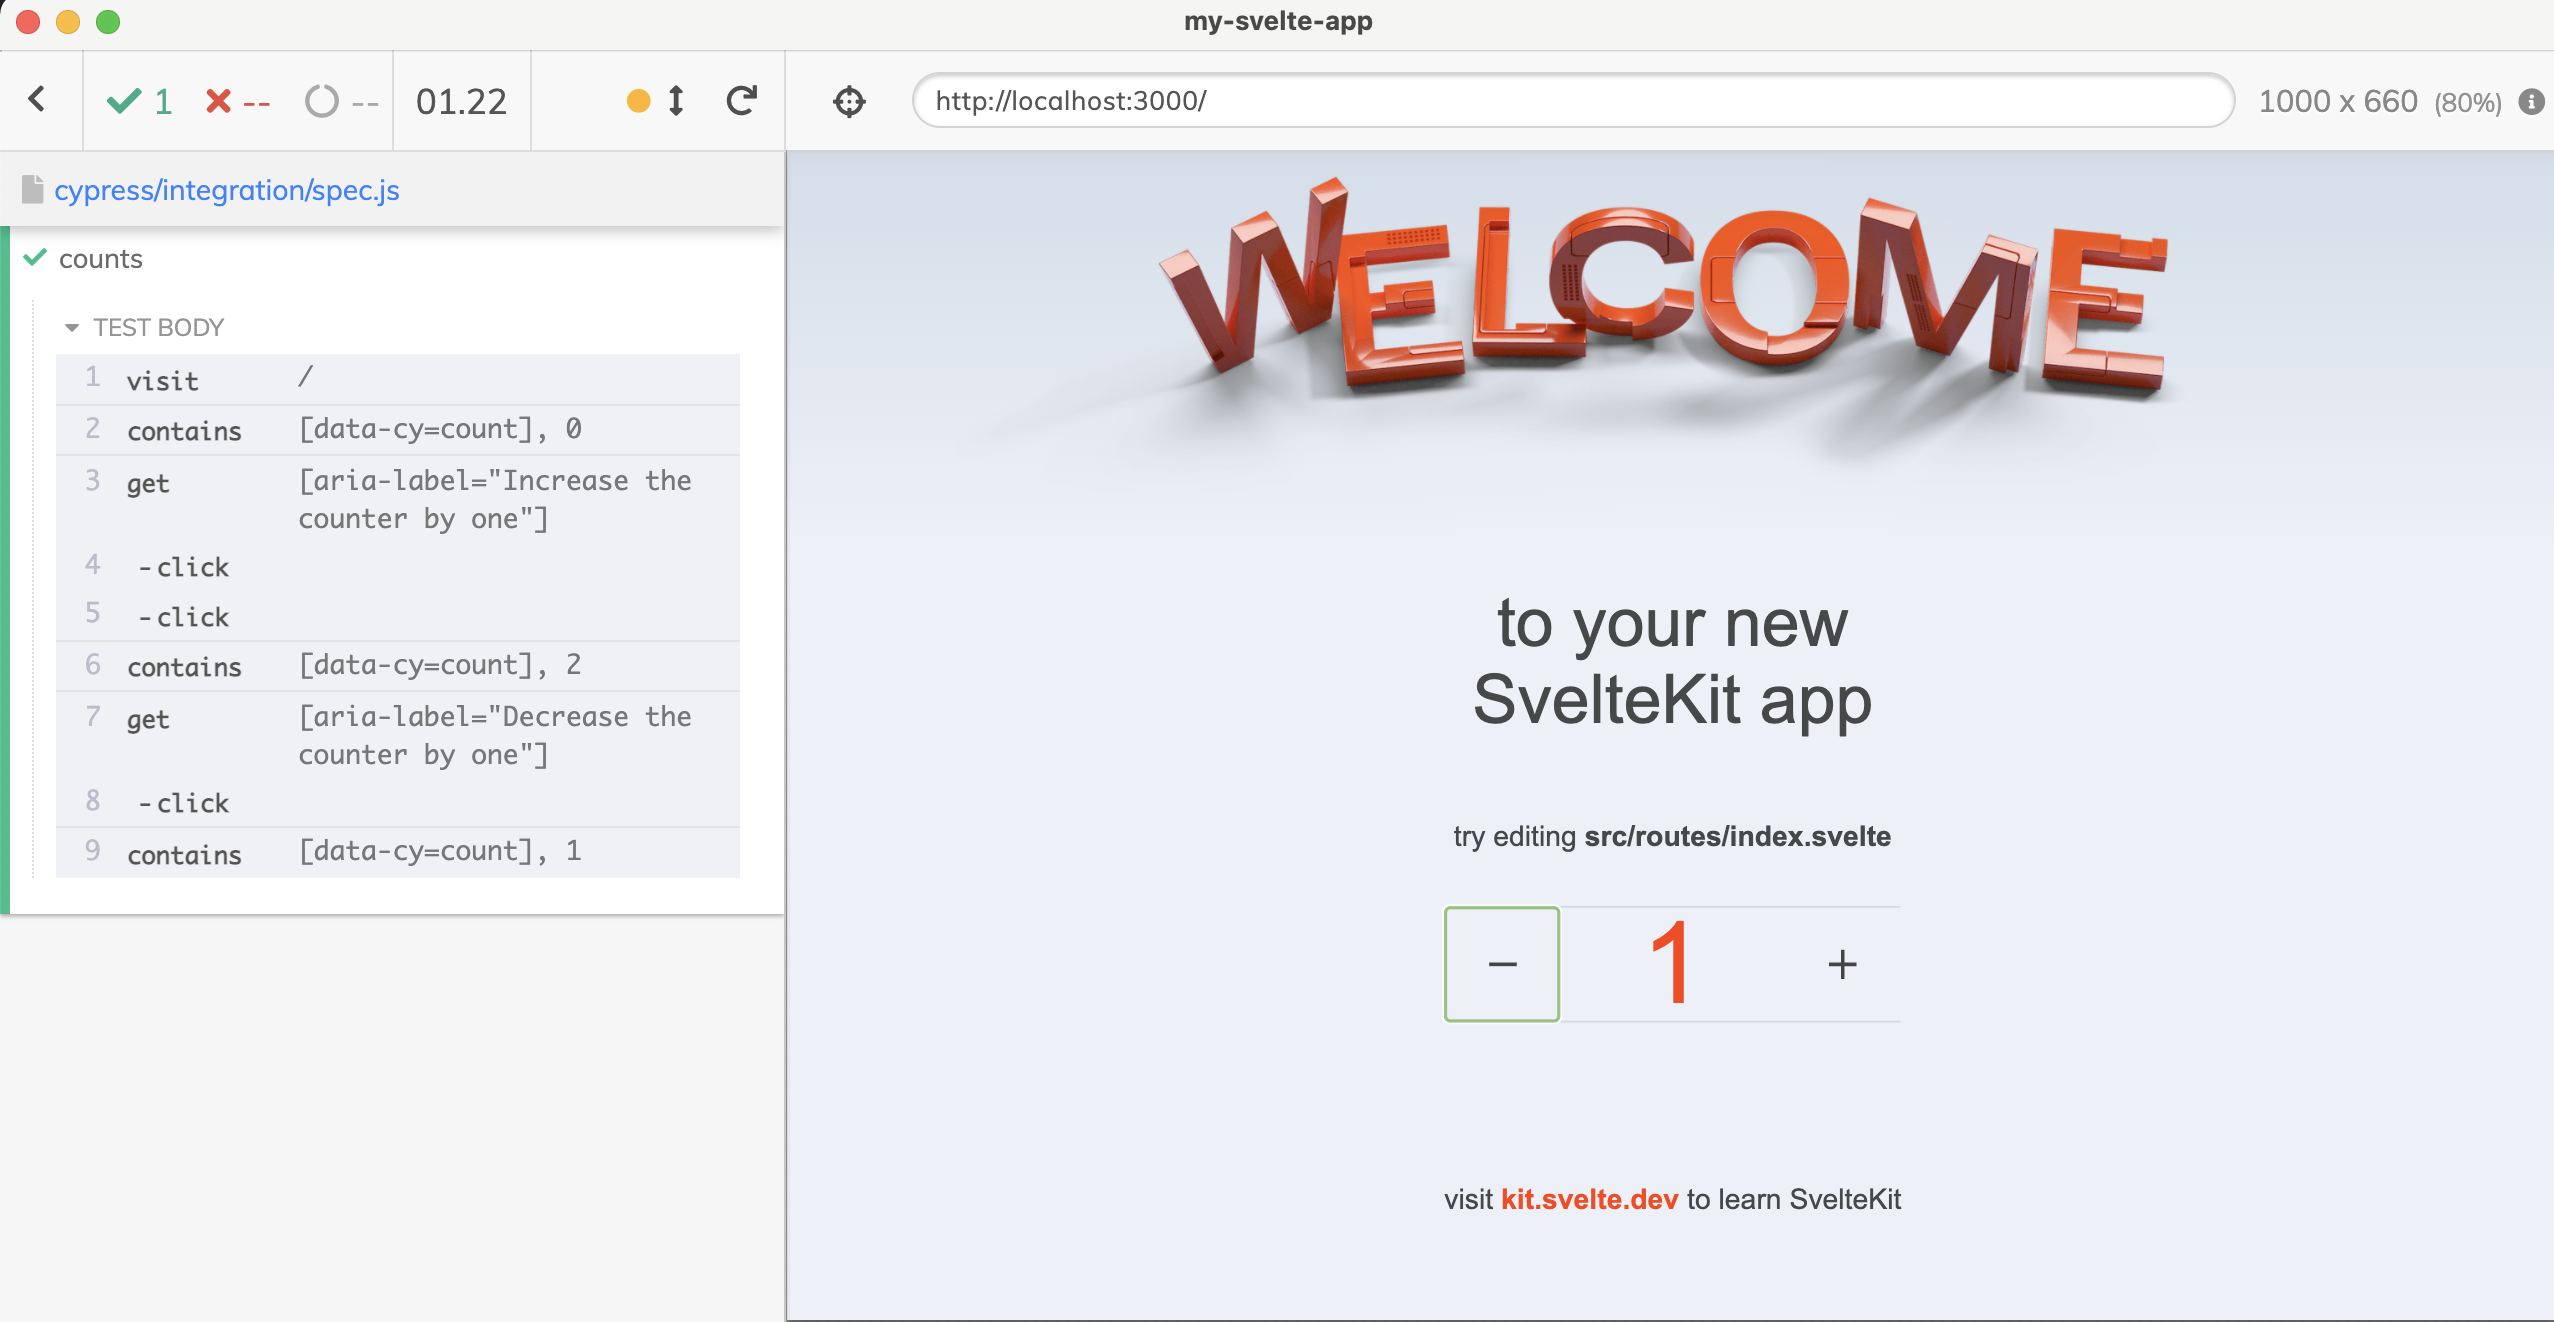 my-svelte-app
1 -- -- 01.22
http://localhost:3000/ 1000 x 660 (80%)
cypress/integration/spec.js
counts
TEST BODY
1 visit /
2 contains [data-cy=count], 0
3 get [aria-label="Increase the
counter by one"]
4 -click
5 -click
6 contains [data-cy=count], 2
7 get [aria-label="Decrease the
counter by one"]
8 -click
9 contains [data-cy=count], 1
WELCOME
to your new
SvelteKit app
try editing src/routes/index.svelte
− 1 +
visit kit.svelte.dev to learn SvelteKit